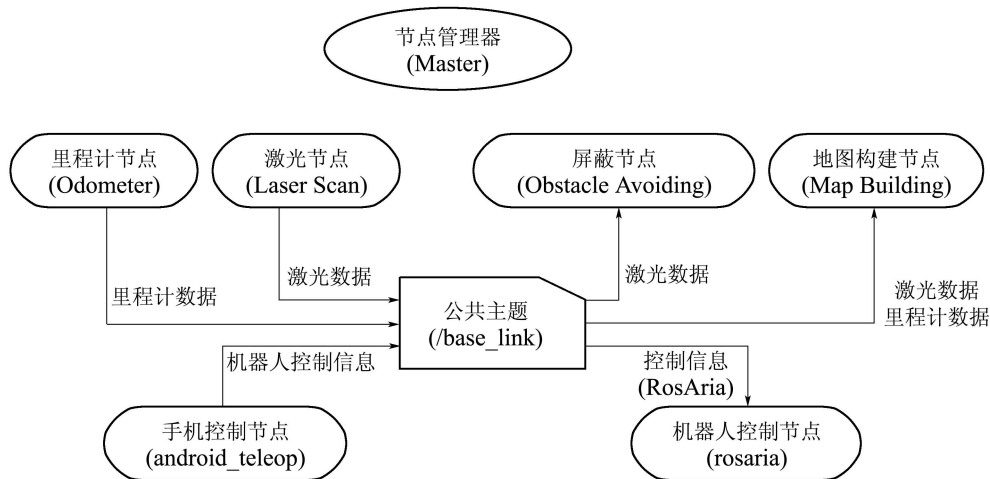 节点管理器
(Master)
里程计节点
(Odometer)
激光节点
(Laser Scan)
屏蔽节点
(Obstacle Avoiding)
地图构建节点
(Map Building)
激光数据
里程计数据
激光数据
激光数据
里程计数据
公共主题
(/base_link)
机器人控制信息
控制信息
(RosAria)
手机控制节点
(android_teleop)
机器人控制节点
(rosaria)